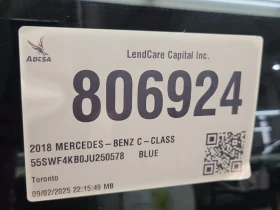 ADESA
LendCare Capital Inc.
806924
2018 MERCEDES-BENZ C-CLASS
55SWF4KB0JU250578 BLUE
Toronto
09/02/2025 22:15:49 MB